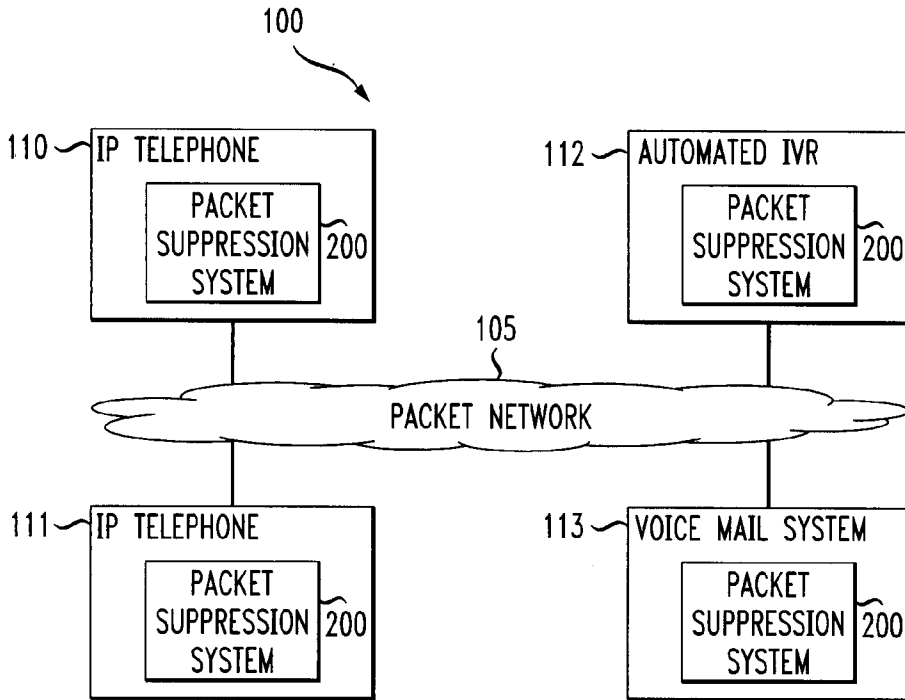 100
110 IP TELEPHONE
PACKET
SUPPRESSION
SYSTEM
200
112 AUTOMATED IVR
PACKET
SUPPRESSION
SYSTEM
200
105
PACKET NETWORK
111 IP TELEPHONE
PACKET
SUPPRESSION
SYSTEM
200
113 VOICE MAIL SYSTEM
PACKET
SUPPRESSION
SYSTEM
200